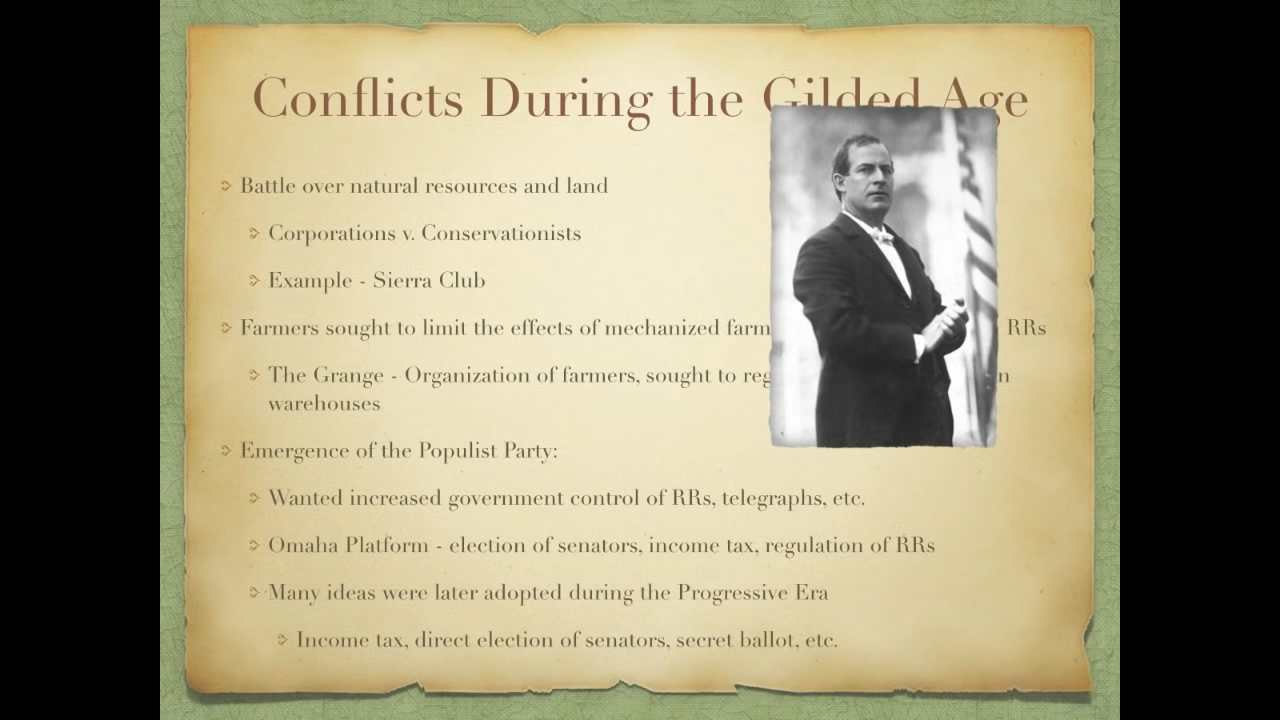 Conflicts During the Gilded Age
Battle over natural resources and land
Corporations v. Conservationists
Example - Sierra Club
Farmers sought to limit the effects of mechanized RRs
The Grange - Organization of farmers, sought to
warehouses
Emergence of the Populist Party:
Wanted increased government control of RRs, telegraphs, etc.
Omaha Platform - election of senators, income tax, regulation of RRs
Many ideas were later adopted during the Progressive Era
Income tax, direct election of senators, secret ballot, etc.